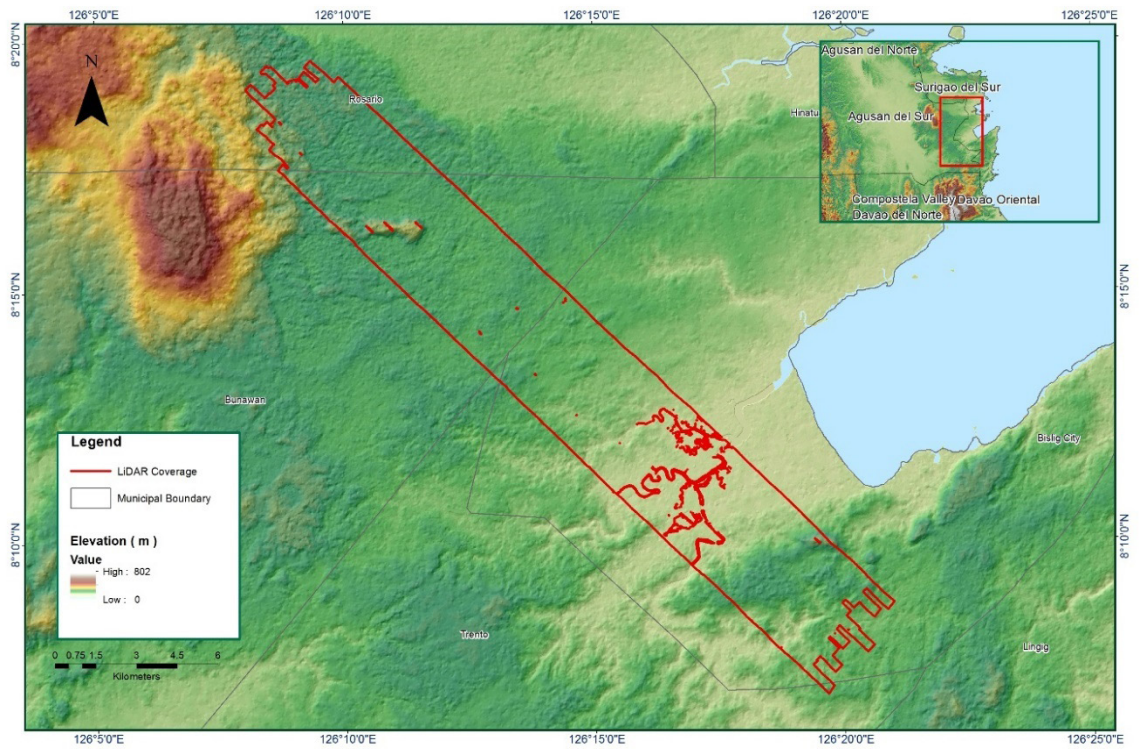 126°5'0"E
126°10'0"E
126°15'0"E
126°20'0"E
126°25'0"E
8°20'0"N
8°15'0"N
8°10'0"N
N
Rosario
Hinatu
Bunawan
Bislig City
Trento
Lingig
Agusan del Norte
Surigao del Sur
Agusan del Sur
Compostela Valley
Davao Oriental
Davao del Norte
8°15'0"N
8°10'0"N
Legend
LiDAR Coverage
Municipal Boundary
Elevation ( m )
Value
High : 802
Low : 0
0 0.75 1.5 3 4.5 6
Kilometers
126°5'0"E
126°10'0"E
126°15'0"E
126°20'0"E
126°25'0"E